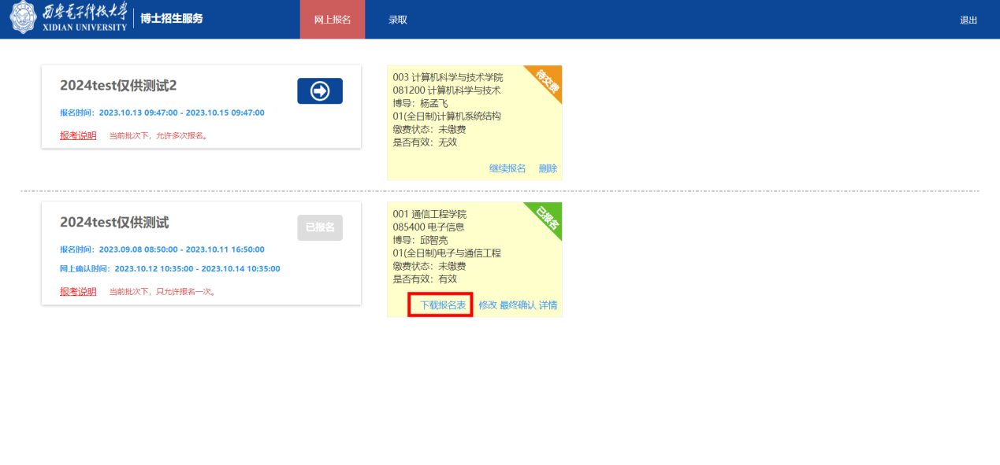 西安电子科技大学
XIDIAN UNIVERSITY
博士招生服务
网上报名
录取
退出
2024test仅供测试2
报名时间：2023.10.13 09:47:00 - 2023.10.15 09:47:00
报考说明 当前批次下，允许多次报名。
003 计算机科学与技术学院
081200 计算机科学与技术
博导：杨孟飞
01(全日制)计算机系统结构
缴费状态：未缴费
是否有效：无效
待交费
继续报名 删除
2024test仅供测试
已报名
报名时间：2023.09.08 08:50:00 - 2023.10.11 16:50:00
网上确认时间：2023.10.12 10:35:00 - 2023.10.14 10:35:00
报考说明 当前批次下，只允许报名一次。
001 通信工程学院
085400 电子信息
博导：邱智亮
01(全日制)电子与通信工程
缴费状态：未缴费
是否有效：有效
已报名
下载报名表 修改 最终确认 详情